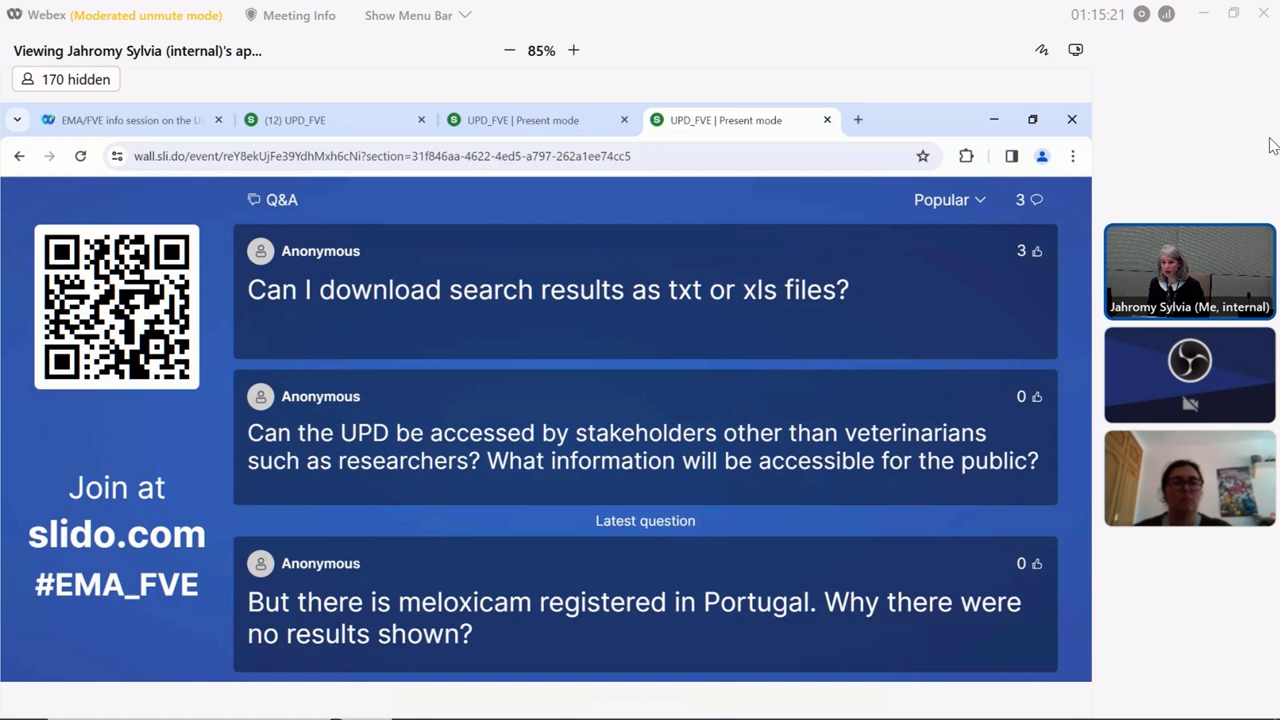 Webex (Moderated unmute mode) Meeting Info Show Menu Bar 01:15:21
Viewing Jahromy Sylvia (internal)'s ap... 85%
170 hidden
EMA/FVE info session on the U (12) UPD_FVE UPD_FVE | Present mode UPD_FVE | Present mode
wall.sli.do/event/reY8ekUjFe39YdhMxh6cNi?section=31f846aa-4622-4ed5-a797-262a1ee74cc5
Q&A Popular 3
Anonymous 3
Can I download search results as txt or xls files?
Anonymous 0
Can the UPD be accessed by stakeholders other than veterinarians
such as researchers? What information will be accessible for the public?
Latest question
Anonymous 0
But there is meloxicam registered in Portugal. Why there were
no results shown?
Join at
slido.com
#EMA_FVE
Jahromy Sylvia (Me, internal)